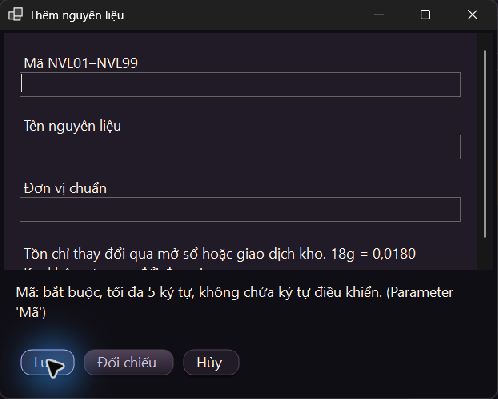 Thêm nguyên liệu
Mã NVL01–NVL99
Tên nguyên liệu
Đơn vị chuẩn
Tồn chỉ thay đổi qua mở sổ hoặc giao dịch kho. 18g = 0,0180
Mã: bắt buộc, tối đa 5 ký tự, không chứa ký tự điều khiển. (Parameter
'Mã')
Đối chiếu
Hủy